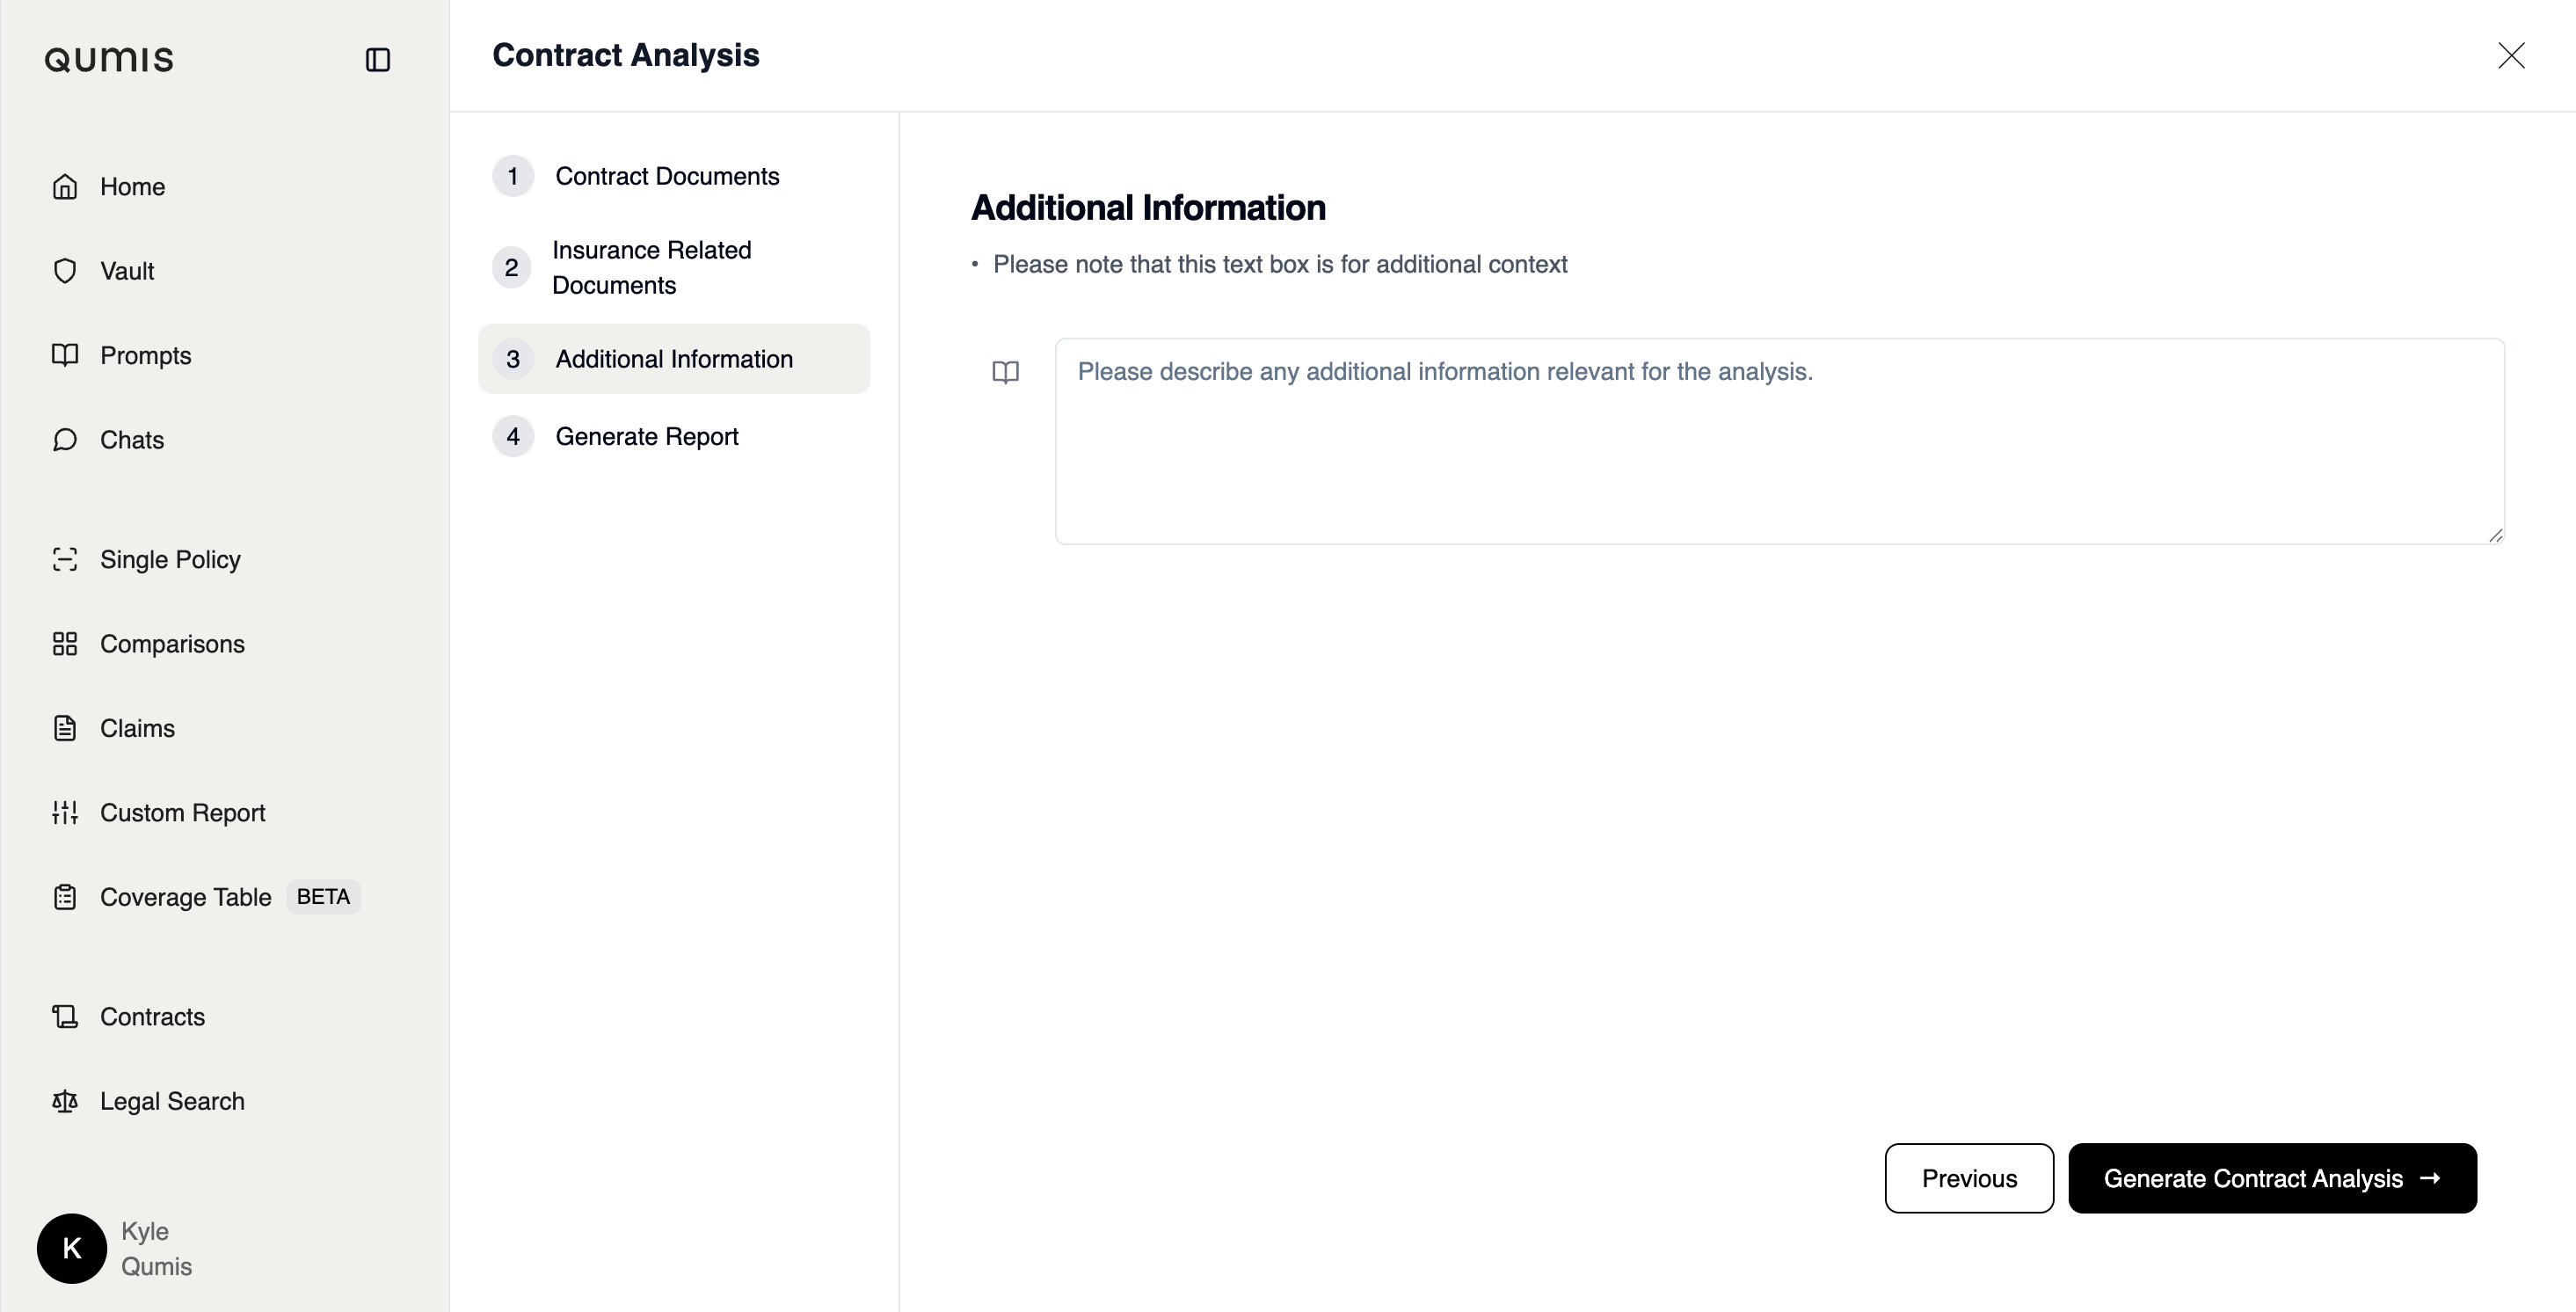 Qumis
Home
Vault
Prompts
Chats
Single Policy
Comparisons
Claims
Custom Report
Coverage Table BETA
Contracts
Legal Search
K
Kyle
Qumis
Contract Analysis
1 Contract Documents
2 Insurance Related
Documents
3 Additional Information
4 Generate Report
Additional Information
• Please note that this text box is for additional context
Please describe any additional information relevant for the analysis.
Previous
Generate Contract Analysis →